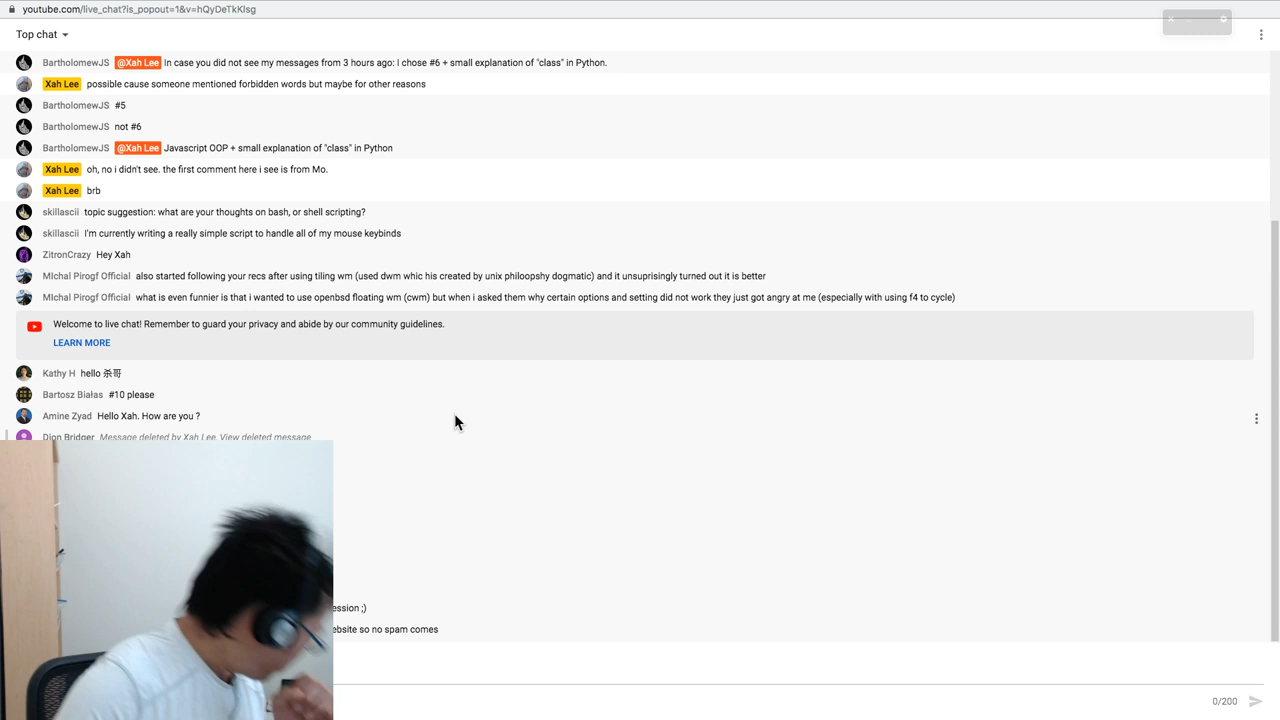 youtube.com/live_chat?is_popout=1&v=hQyDeTkKlsg
Top chat
BartholomewJS @Xah Lee In case you did not see my messages from 3 hours ago: I chose #6 + small explanation of "class" in Python.
Xah Lee possible cause someone mentioned forbidden words but maybe for other reasons
BartholomewJS #5
BartholomewJS not #6
BartholomewJS @Xah Lee Javascript OOP + small explanation of "class" in Python
Xah Lee oh, no i didn't see. the first comment here i see is from Mo.
Xah Lee brb
skillascii topic suggestion: what are your thoughts on bash, or shell scripting?
skillascii I'm currently writing a really simple script to handle all of my mouse keybinds
ZitronCrazy Hey Xah
MIchal Pirogf Official also started following your recs after using tiling wm (used dwm whic his created by unix philoopshy dogmatic) and it unsuprisingly turned out it is better
MIchal Pirogf Official what is even funnier is that i wanted to use openbsd floating wm (cwm) but when i asked them why certain options and setting did not work they just got angry at me (especially with using f4 to cycle)
Welcome to live chat! Remember to guard your privacy and abide by our community guidelines.
LEARN MORE
Kathy H hello 杀哥
Bartosz Białas #10 please
Amine Zyad Hello Xah. How are you ?
Dion Bridger Message deleted by Xah Lee. View deleted message
ession ;)
ebsite so no spam comes
0/200